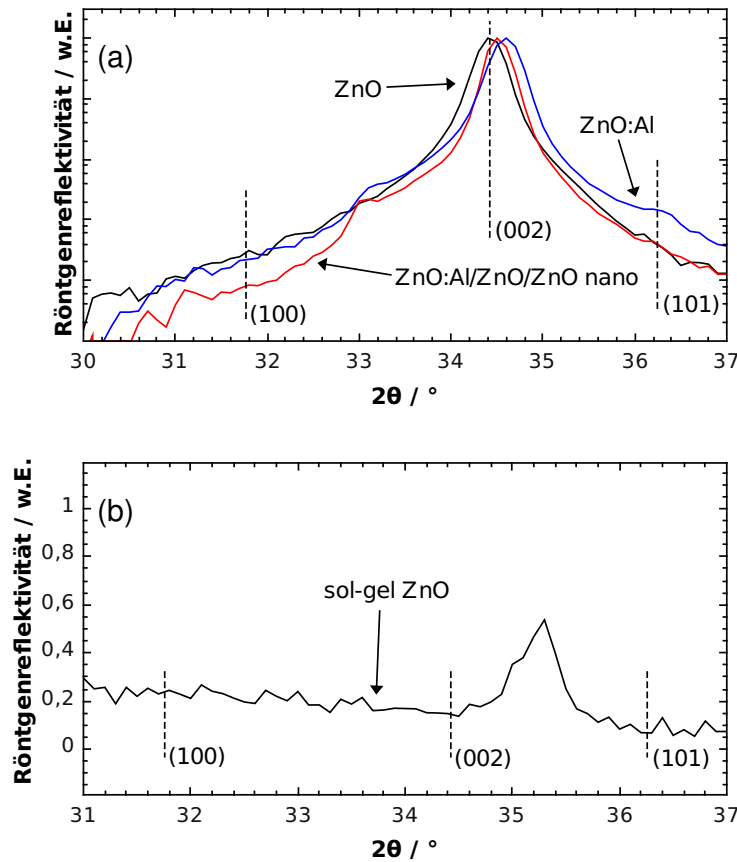 (a)
Röntgenreflektivität / w.E.
ZnO
ZnO:Al
(002)
ZnO:Al/ZnO/ZnO nano
(100)
(101)
30 31 32 33 34 35 36 37
2θ / °
(b)
Röntgenreflektivität / w.E.
1
0,8
0,6
sol-gel ZnO
0,4
0,2
0
(100)
(002)
(101)
31 32 33 34 35 36 37
2θ / °